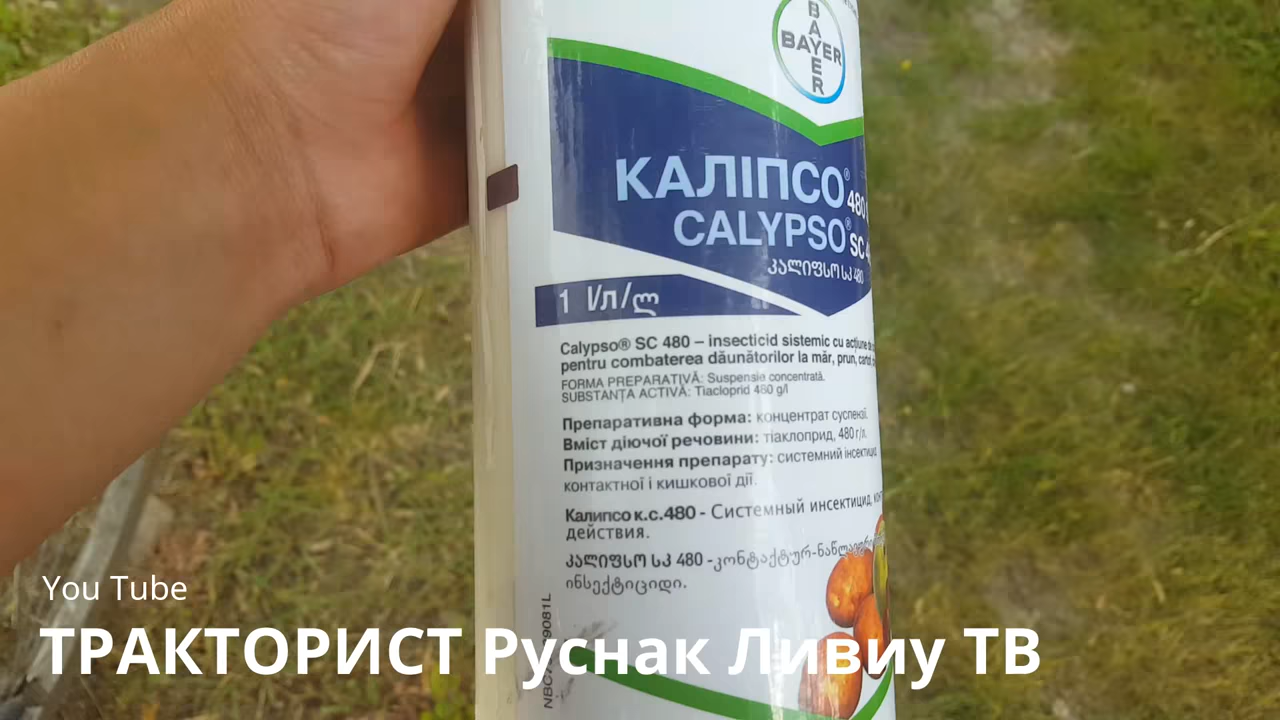 BAYER
BAYER
КАЛІПСО® 480
CALYPSO® SC
კალიფსო სკ 480
1 l/л/ლ
Calypso® SC 480 – insecticid sistemic cu acțiune
pentru combaterea dăunătorilor la măr, prun,
FORMA PREPARATIVĂ: Suspensie concentrată.
SUBSTANȚA ACTIVĂ: Tiacloprid 480 g/l
Препаративна форма: концентрат суспензії.
Вміст діючої речовини: тіаклоприд, 480 г/л.
Призначення препарату: системний інсектицид
контактної і кишкової дії.
Калипсо к.с.480 - Системный инсектицид,
действия.
კალიფსო სკ 480 -კონტაქტურ-
ინსექტიციდი.
You Tube
ТРАКТОРИСТ Руснак Ливиу ТВ